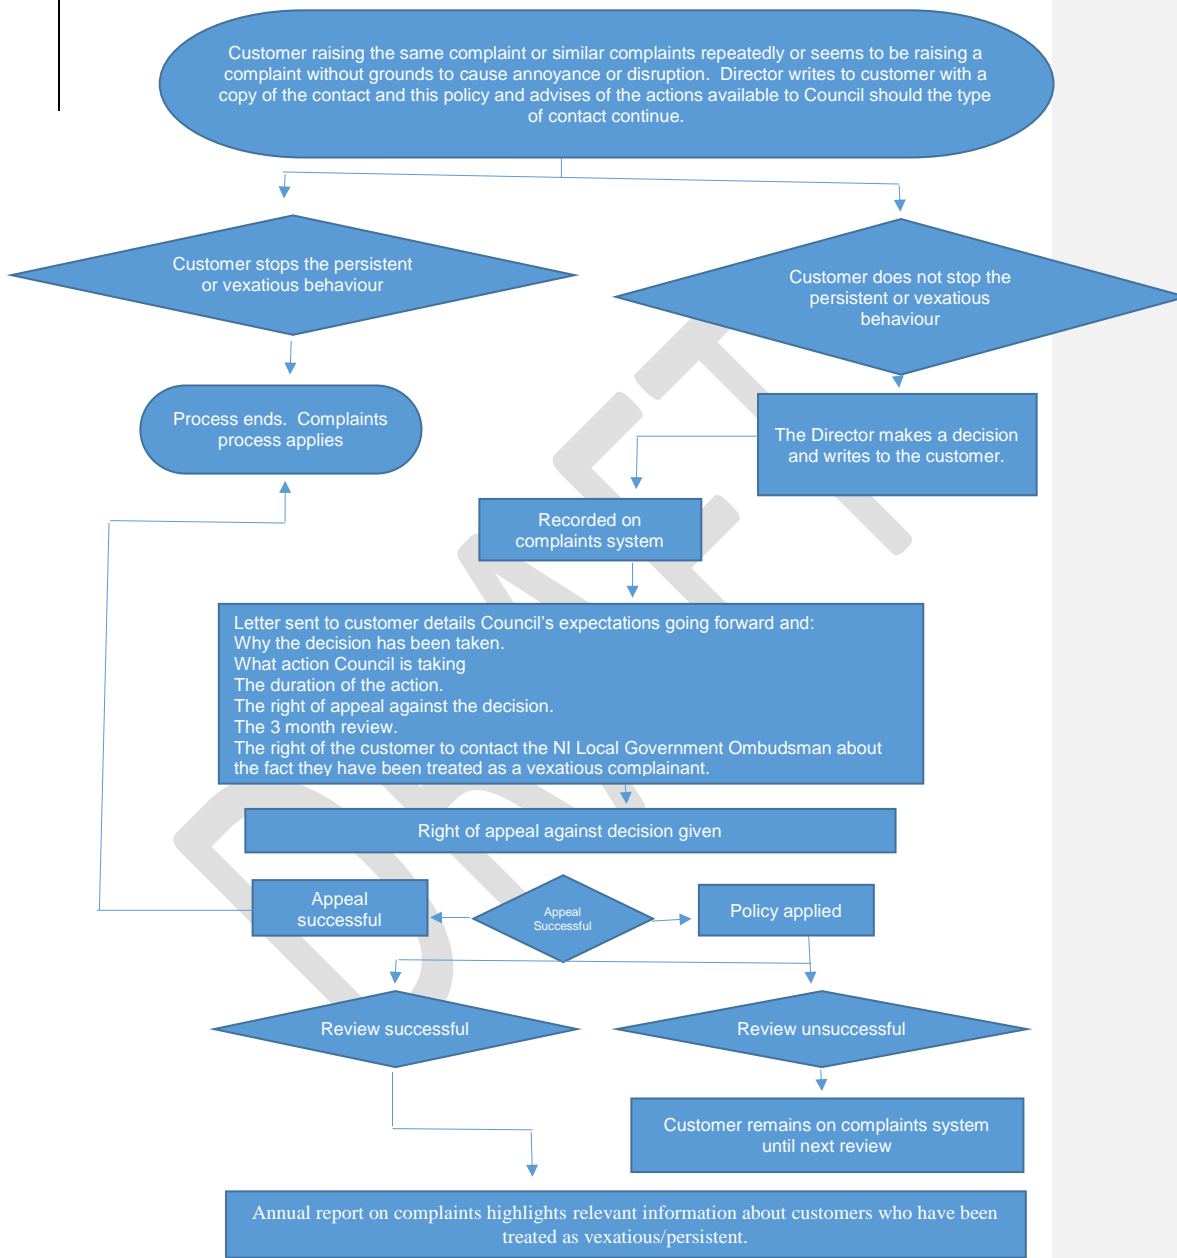 Customer raising the same complaint or similar complaints repeatedly or seems to be raising a
complaint without grounds to cause annoyance or disruption. Director writes to customer with a
copy of the contact and this policy and advises of the actions available to Council should the type
of contact continue.
Customer stops the persistent
or vexatious behaviour
Customer does not stop the
persistent or vexatious
behaviour
Process ends. Complaints
process applies
The Director makes a decision
and writes to the customer.
Recorded on
complaints system
Letter sent to customer details Council’s expectations going forward and:
Why the decision has been taken.
What action Council is taking
The duration of the action.
The right of appeal against the decision.
The 3 month review.
The right of the customer to contact the NI Local Government Ombudsman about
the fact they have been treated as a vexatious complainant.
Right of appeal against decision given
Appeal
successful
Appeal
Successful
Policy applied
Review successful
Review unsuccessful
Customer remains on complaints system
until next review
Annual report on complaints highlights relevant information about customers who have been
treated as vexatious/persistent.
DRAFT